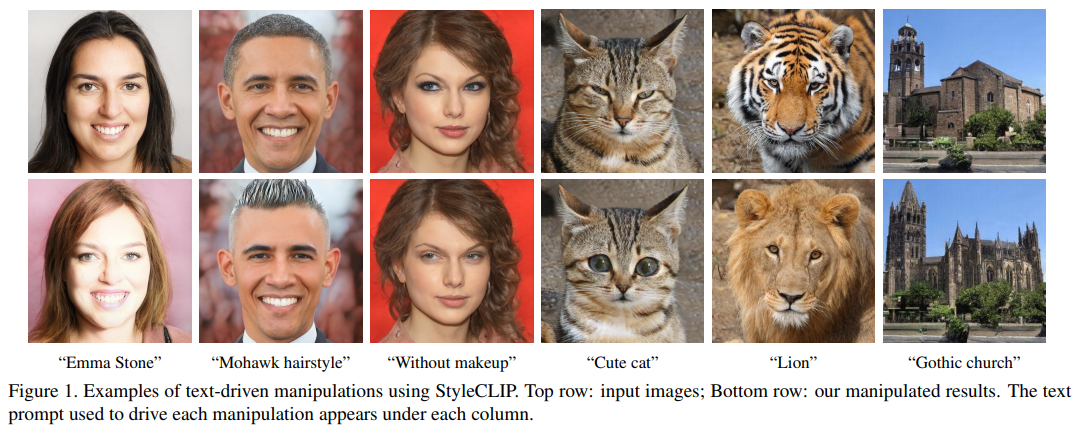 “Emma Stone” “Mohawk hairstyle” “Without makeup” “Cute cat” “Lion” “Gothic church”
Figure 1. Examples of text-driven manipulations using StyleCLIP. Top row: input images; Bottom row: our manipulated results. The text
prompt used to drive each manipulation appears under each column.